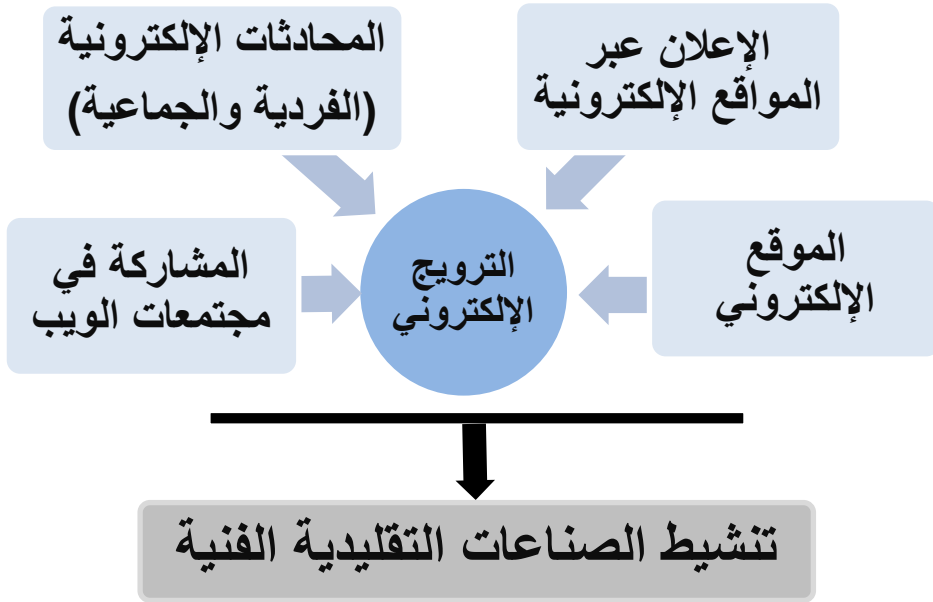 الإعلان عبر
المواقع الإلكترونية
المحادثات الإلكترونية
(الفردية والجماعية)
الموقع
الإلكتروني
الترويج
الإلكتروني
المشاركة في
مجتمعات الويب
تنشيط الصناعات التقليدية الفنية